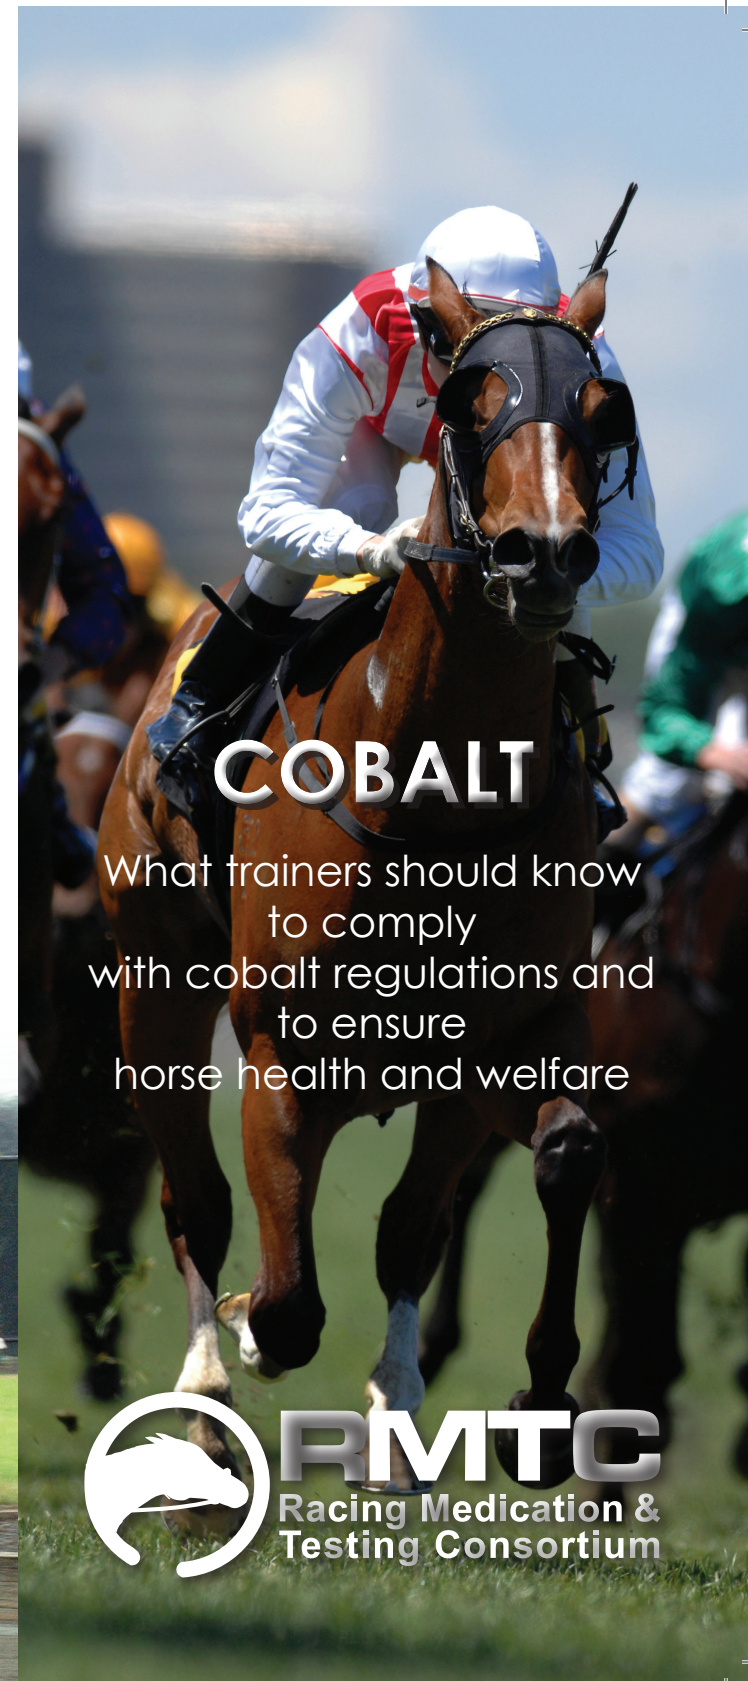 COBALT
What trainers should know
to comply
with cobalt regulations and
to ensure
horse health and welfare
RMTC
Racing Medication &
Testing Consortium